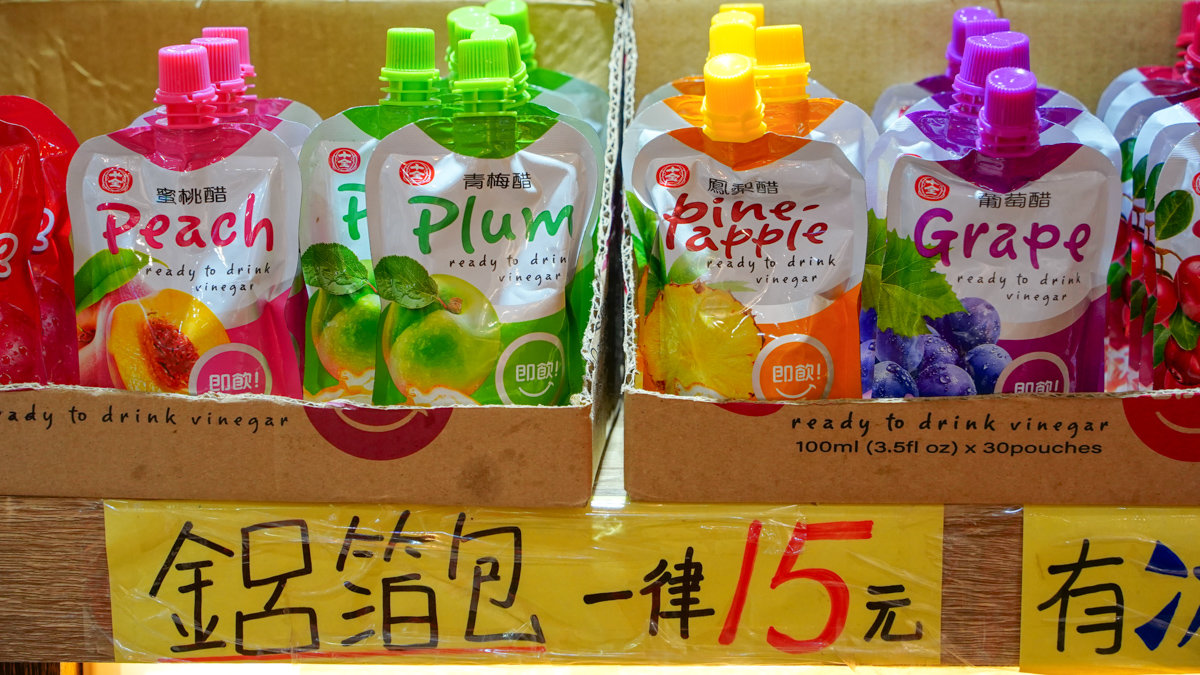 蜜桃醋
Peach
ready to drink
vinegar
即飲!
青梅醋
Plum
ready to drink
vinegar
即飲!
鳳梨醋
pine-
apple
ready to drink
vinegar
即飲!
葡萄醋
Grape
ready to drink
vinegar
即飲!
ready to drink vinegar
ready to drink vinegar
100ml (3.5fl oz) x 30pouches
鋁箔包 一律15元
有